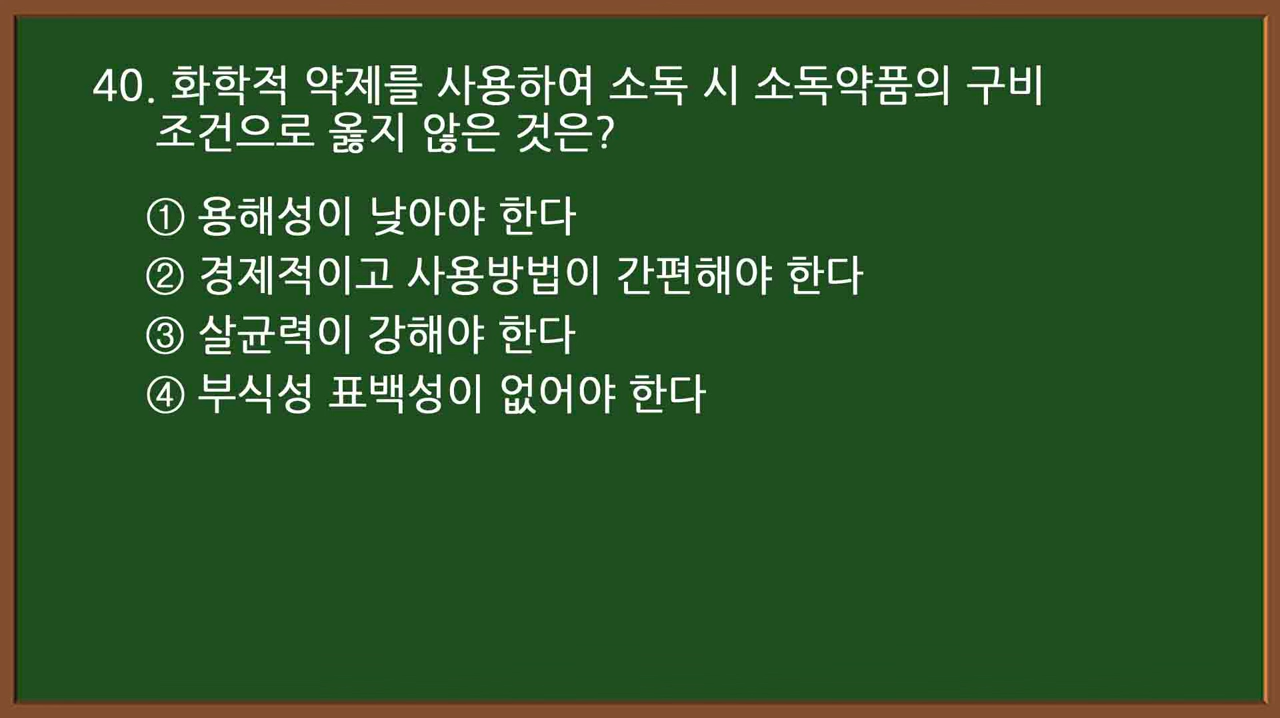 40. 화학적 약제를 사용하여 소독 시 소독약품의 구비
조건으로 옳지 않은 것은?
① 용해성이 낮아야 한다
② 경제적이고 사용방법이 간편해야 한다
③ 살균력이 강해야 한다
④ 부식성 표백성이 없어야 한다